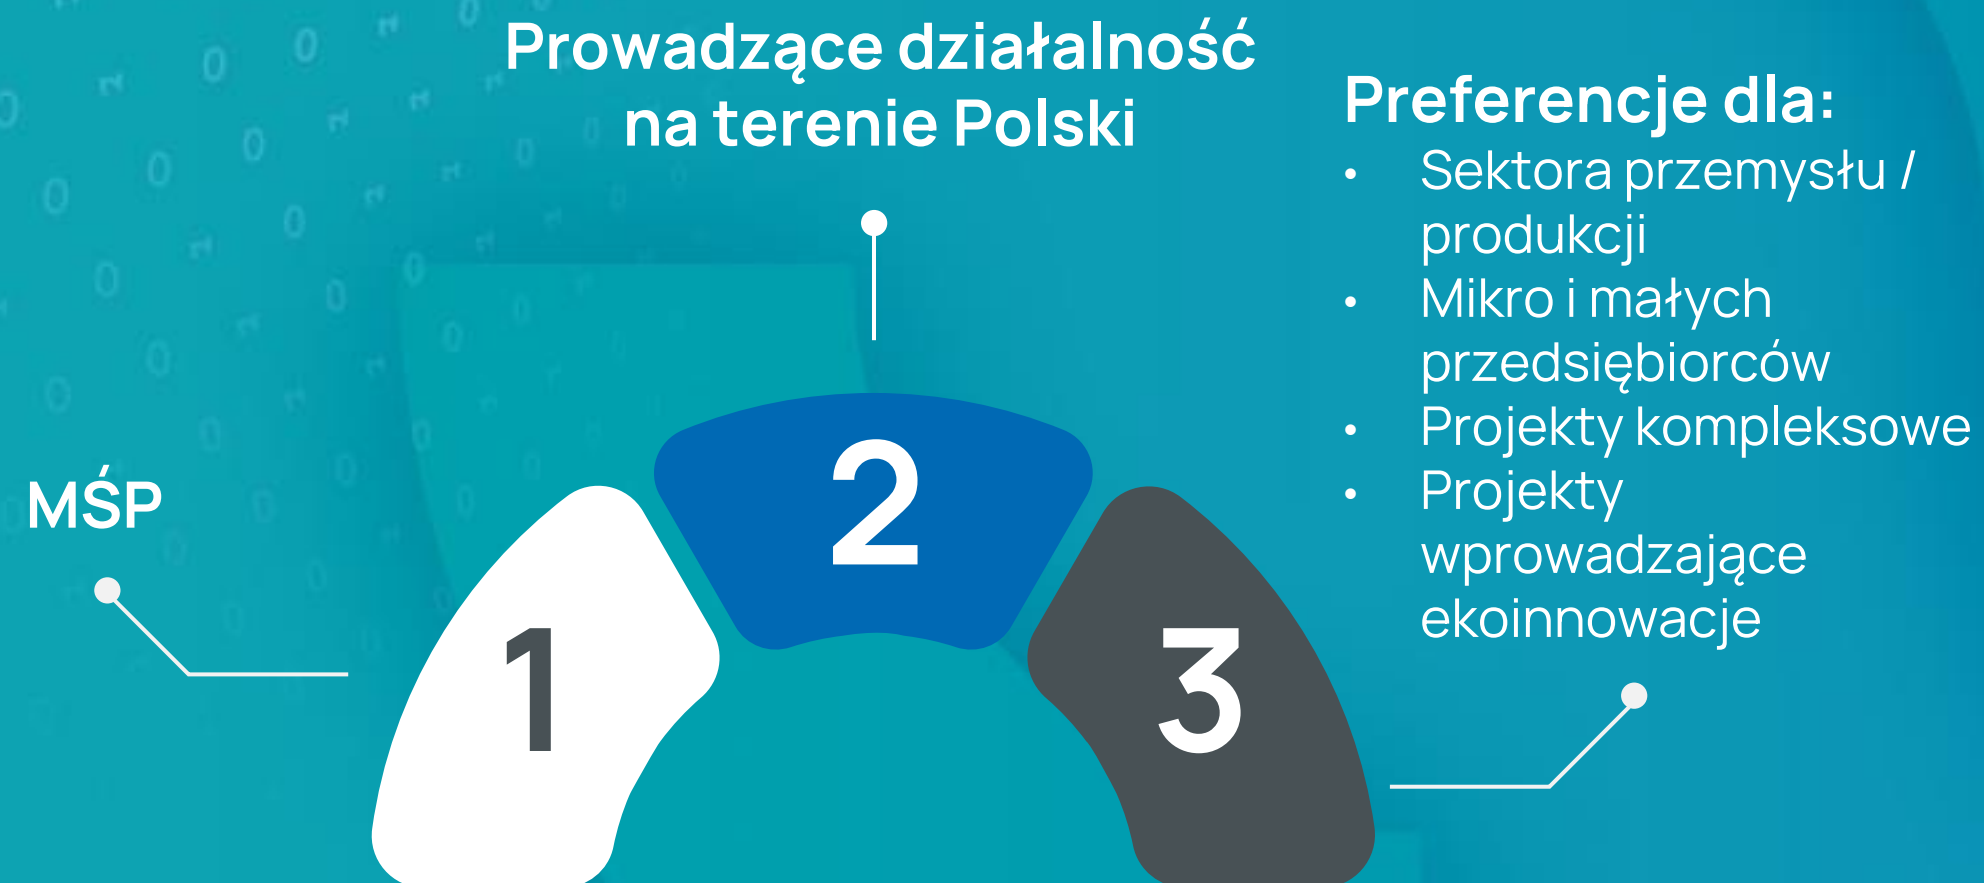 Prowadzące działalność
na terenie Polski
Preferencje dla:
• Sektora przemysłu /
produkcji
• Mikro i małych
przedsiębiorców
• Projekty kompleksowe
• Projekty
wprowadzające
ekoinnowacje
MŚP
1
2
3